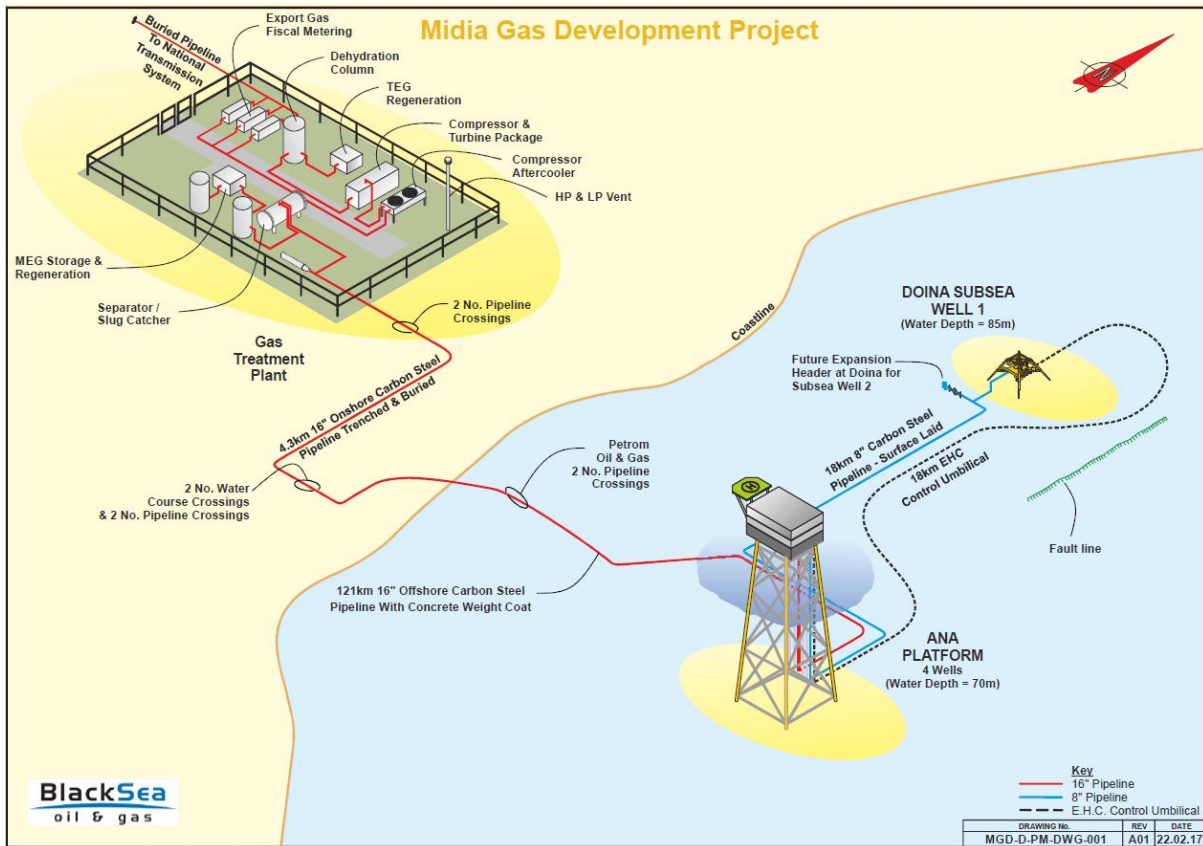 Midia Gas Development Project
Buried Pipeline
To National
Transmission
System
Export Gas
Fiscal Metering
Dehydration
Column
TEG
Regeneration
Compressor &
Turbine Package
Compressor
Aftercooler
HP & LP Vent
N
MEG Storage &
Regeneration
Separator /
Slug Catcher
Gas
Treatment
Plant
2 No. Pipeline
Crossings
4.3km 16" Onshore Carbon Steel
Pipeline Trenched & Buried
2 No. Water
Course Crossings
& 2 No. Pipeline Crossings
Coastline
Petrom
Oil & Gas
2 No. Pipeline
Crossings
121km 16" Offshore Carbon Steel
Pipeline With Concrete Weight Coat
DOINA SUBSEA
WELL 1
(Water Depth = 85m)
Future Expansion
Header at Doina for
Subsea Well 2
18km 8" Carbon Steel
Pipeline - Surface Laid
18km EHC
Control Umbilical
Fault line
H
ANA
PLATFORM
4 Wells
(Water Depth = 70m)
BlackSea
oil & gas
Key
16" Pipeline
8" Pipeline
E.H.C. Control Umbilical
DRAWING No. REV DATE
MGD-D-PM-DWG-001 A01 22.02.17